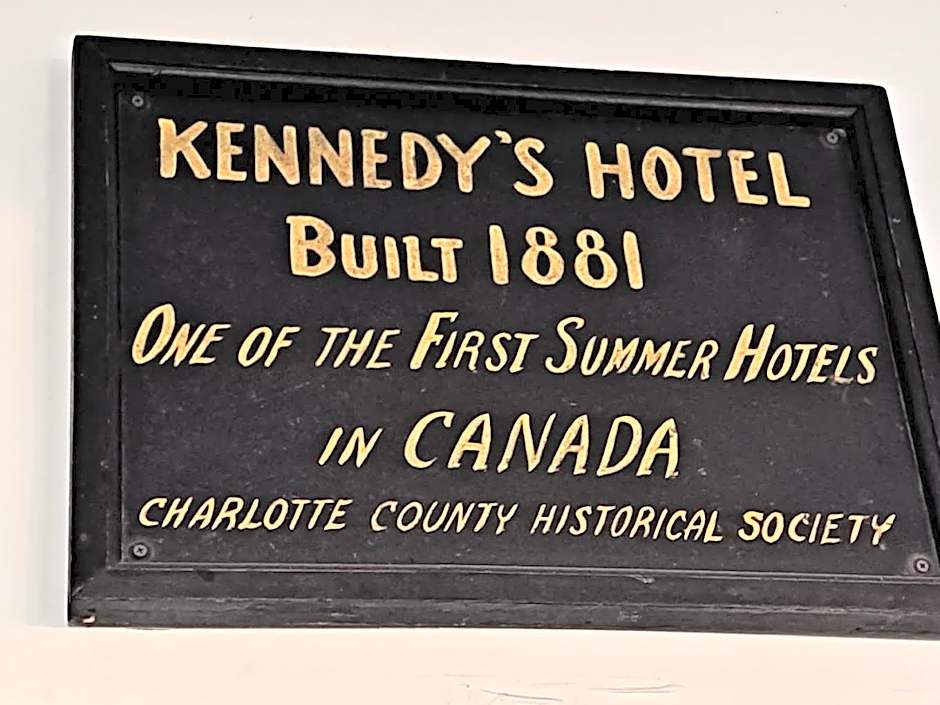 KENNEDY'S HOTEL
BUILT 1881
ONE OF THE FIRST SUMMER HOTELS
IN CANADA
CHARLOTTE COUNTY HISTORICAL SOCIETY